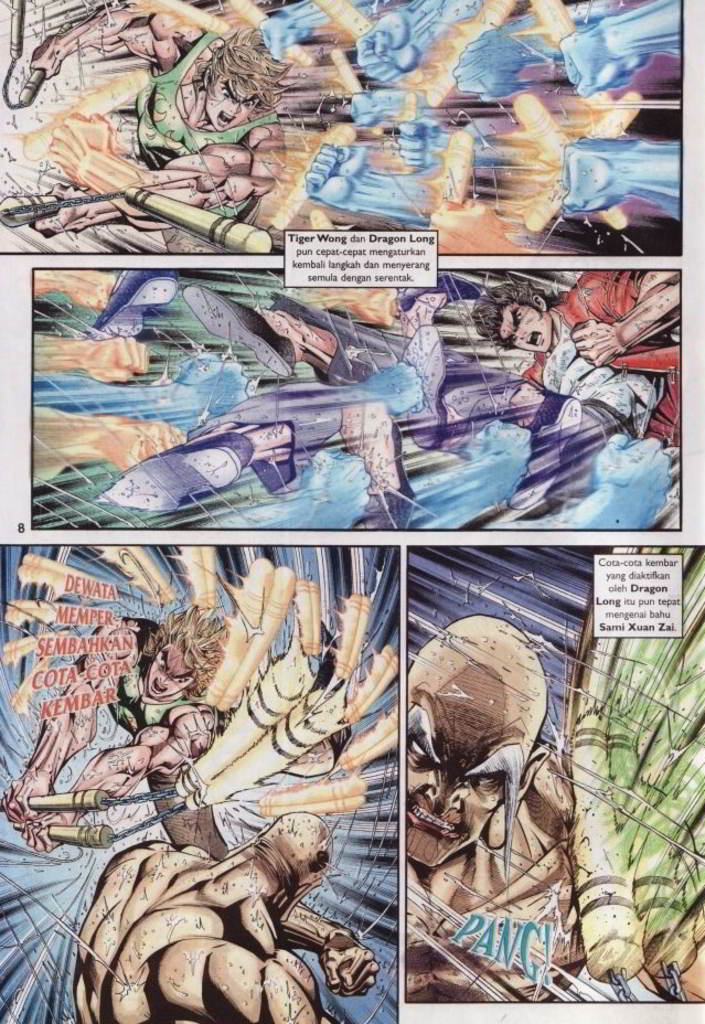 Tiger Wong dan Dragon Long
pun cepat-cepat mengaturkan
kembali langkah dan menyerang
semula dengan serentak.
8
DEWATA
MEMPER-
SEMBAHKAN
COTA-COTA
KEMBAR
Cota-cota kembar
yang diaktifkan
oleh Dragon
Long itu pun tepat
mengenai bahu
Sami Xuan Zai.
PANG!